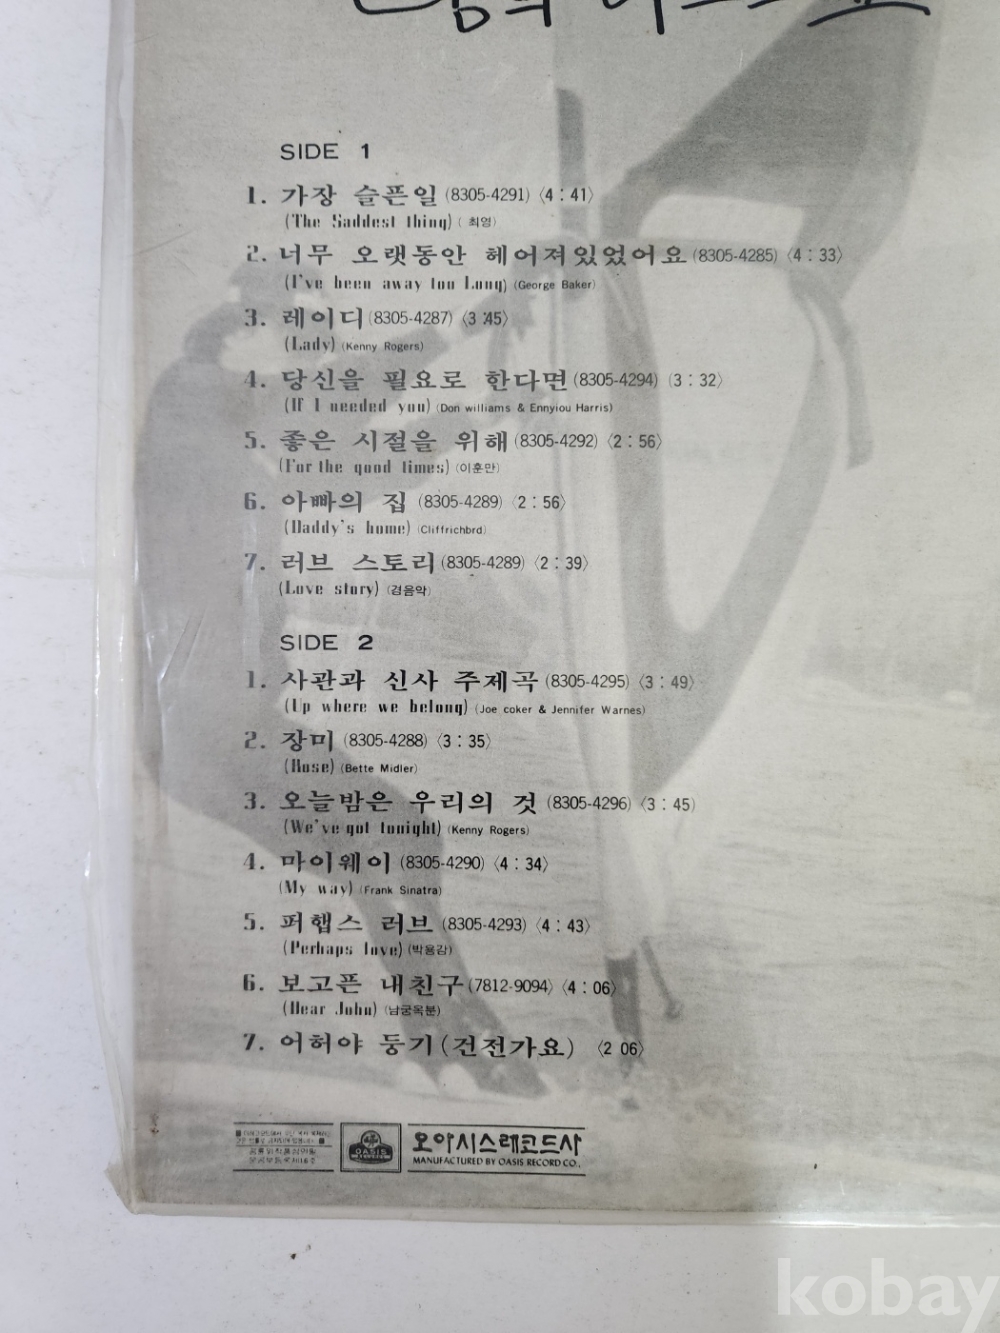 SIDE 1
1. 가장 슬픈일 (8305-4291) 〈4 : 41〉
(The Saddest thing) ( 최영)
2. 너무 오랫동안 헤어져있었어요 (8305-4285) 〈4 : 33〉
(I've been away too Long) (George Baker)
3. 레이디 (8305-4287) 〈3 : 45〉
(Lady) (Kenny Rogers)
4. 당신을 필요로 한다면 (8305-4294) (3 : 32〉
(If I needed you) (Don williams & Ennyiou Harris)
5. 좋은 시절을 위해 (8305-4292) 〈2 : 56〉
(For the good times) (이훈만)
6. 아빠의 집 (8305-4289) 〈2 : 56〉
(Daddy's home) (Cliffrichbrd)
7. 러브 스토리 (8305-4289) 〈2 : 39〉
(Love story) (경음악)
SIDE 2
1. 사관과 신사 주제곡 (8305-4295) 〈3 : 49〉
(Up where we belong) (Joe coker & Jennifer Warnes)
2. 장미 (8305-4288) 〈3 : 35〉
(Rose) (Bette Midler)
3. 오늘밤은 우리의 것 (8305-4296) 〈3 : 45)
(We've got tonight) (Kenny Rogers)
4. 마이웨이 (8305-4290) 〈4 : 34〉
(My way) (Frank Sinatra)
5. 퍼햅스 러브 (8305-4293) 〈4 : 43〉
(Perhaps love) (박용강)
6. 보고픈 내친구 (7812-9094) 〈4 : 06〉
(Dear John) (남궁옥분)
7. 어허야 둥기 (건전가요) 〈2 06〉
OASIS
오아시스레코드사
MANUFACTURED BY OASIS RECORD CO.,
kobay